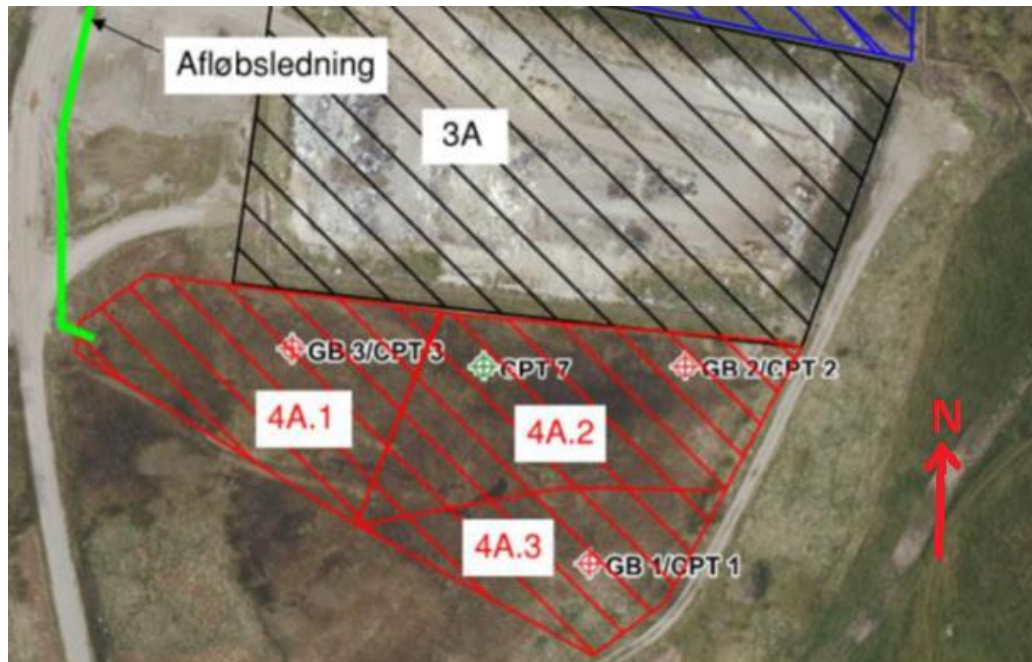 Afløbsledning
3A
GB 3/CPT 3
CPT 7
GB 2/CPT 2
4A.1
4A.2
N
4A.3
GB 1/CPT 1